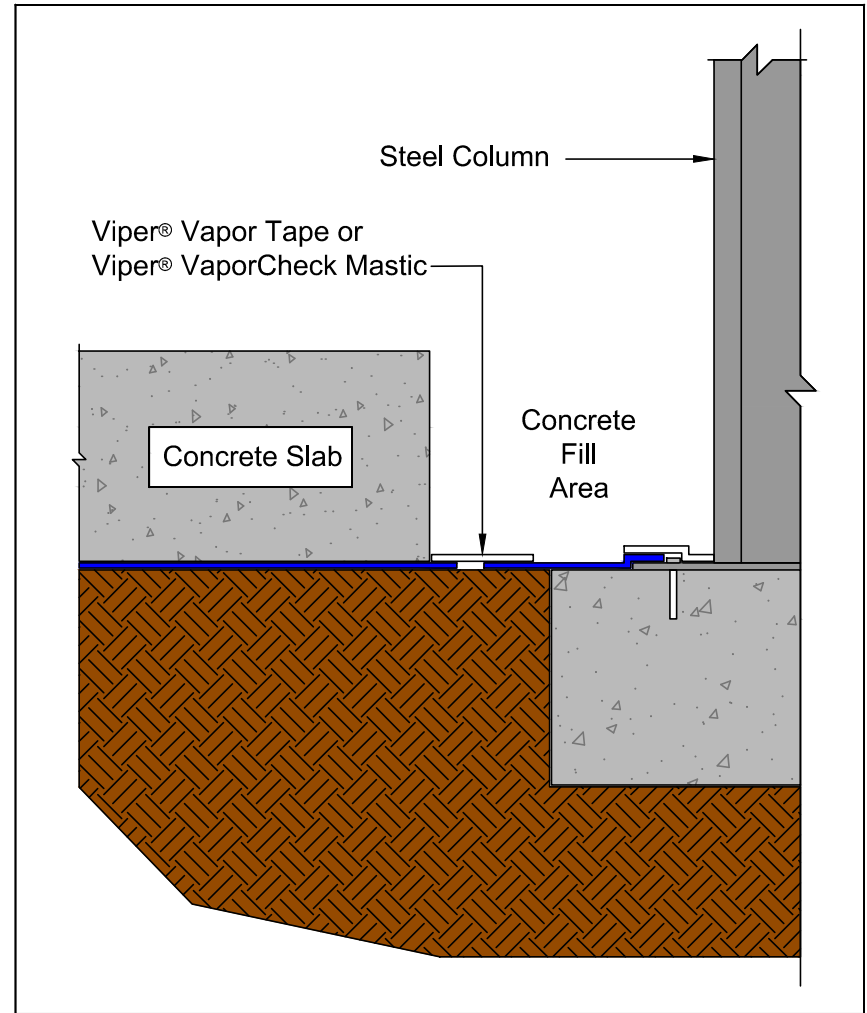 Steel Column
Viper® Vapor Tape or
Viper® VaporCheck Mastic
Concrete
Fill
Area
Concrete Slab